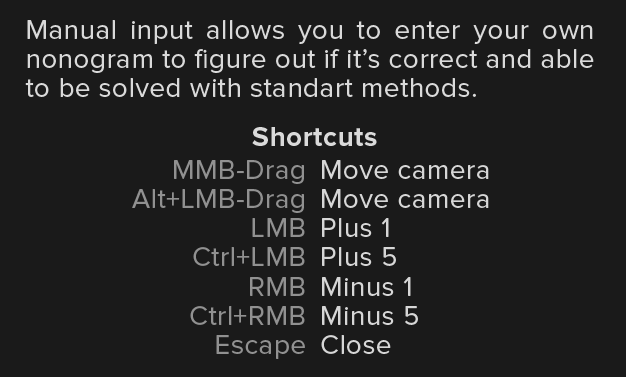 Manual input allows you to enter your own
nonogram to figure out if it's correct and able
to be solved with standart methods.
Shortcuts
MMB-Drag Move camera
Alt+LMB-Drag Move camera
LMB Plus 1
Ctrl+LMB Plus 5
RMB Minus 1
Ctrl+RMB Minus 5
Escape Close